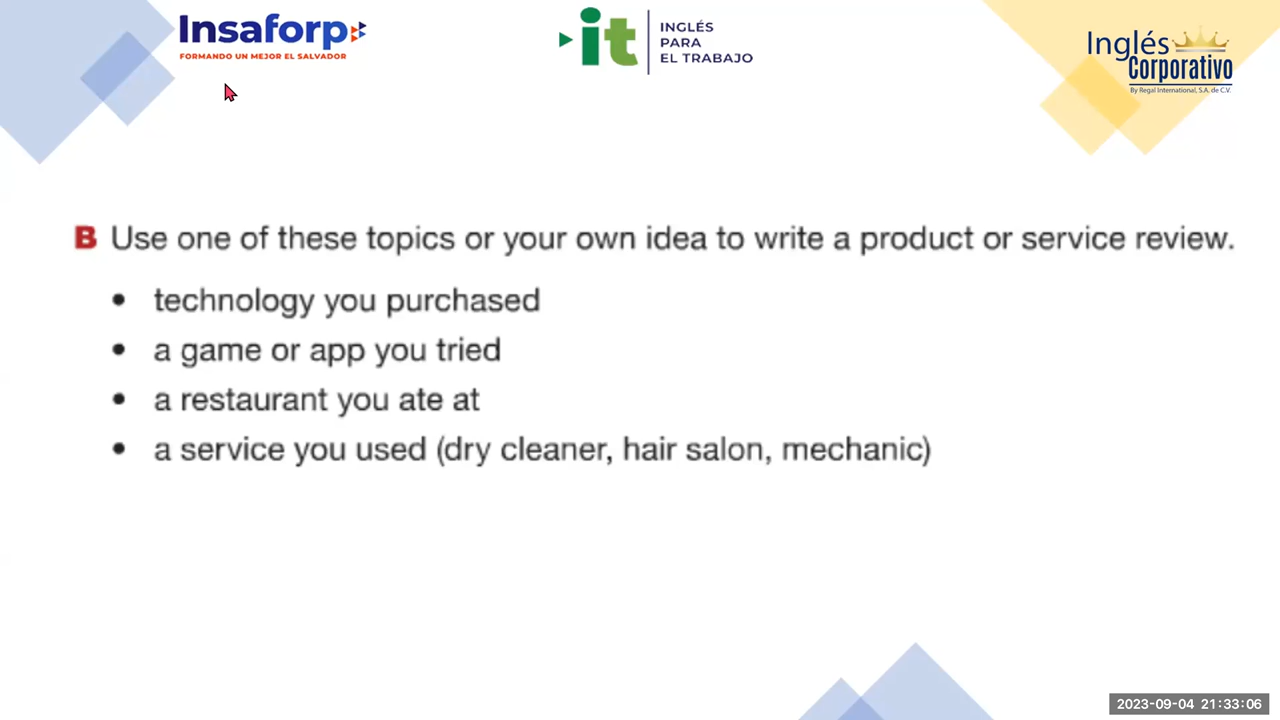 Insaforp
FORMANDO UN MEJOR EL SALVADOR
it
INGLÉS
PARA
EL TRABAJO
Inglés
Corporativo
By Regal International, S.A. de C.V.
B Use one of these topics or your own idea to write a product or service review.
• technology you purchased
• a game or app you tried
• a restaurant you ate at
• a service you used (dry cleaner, hair salon, mechanic)
2023-09-04 21:33:06